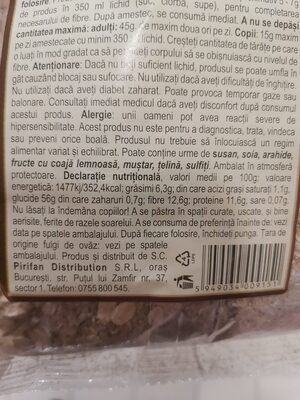 de produs în 350 ml lichid (suc, ciorbă, supe), pentru completarea
necesarului de fibre. După amestec, se consumă imediat. A nu se depăși
cantitatea maximă: adulți: 45g maxim doua ori pe zi. Copii: 15g maxim
pe zi amestecate cu minim 350 lichid. Creșteți cantitatea de tărâțe pe care
o luați în mod gradat ca să permiteți corpului să se obișnuiască cu nivelul
de fibre. Atenționare: Dacă nu beți suficient lichid, produsul se poate umfla în
gât cauzând blocaj sau sufocare. Nu utilizați dacă aveți dificultăți de înghițire.
Nu utilizați dacă aveți diabet zaharat. Poate provoca temporar gaze sau
balonare. Consultați imediat medicul dacă aveți disconfort după consumul
acestui produs. Alergie: unii oameni pot avea reacții severe de
hipersensibilitate. Acest produs nu este pentru a diagnostica, trata, vindeca
sau preveni orice boală. Produsul nu trebuie să înlocuiască un regim
alimentar variat și echilibrat. Poate conține urme de susan, soia, arahide,
fructe cu coajă lemnoasă, muștar, țelină, sulfiți. Ambalat în atmosferă
protectoare. Declarație nutrițională, valori medii pe 100g: valoare
energetică: 1477kj/352,4kcal; grăsimi 6,3g; din care acizi grași saturați 1.1g,
glucide 56g din care zaharuri 0,7g; fibre 12,6g; proteine 11,6g, sare 0,07g.
Nu lăsați la îndemâna copiilor! A se păstra în spații curate, uscate, și bine
aerisite, ferite de razele soarelui. A se consuma de preferință înainte de: vezi
data pe spatele ambalajului. După fiecare folosire, închideți punga. Țara de
origine fulgi de ovăz: vezi pe spatele
ambalajului. Produs și distribuit de S.C.
Pirifan Distribution S.R.L, oraș
București, str. Puțul lui Zamfir nr. 37,
sector 1. Telefon: 0755 800 545.
5 949034 009151